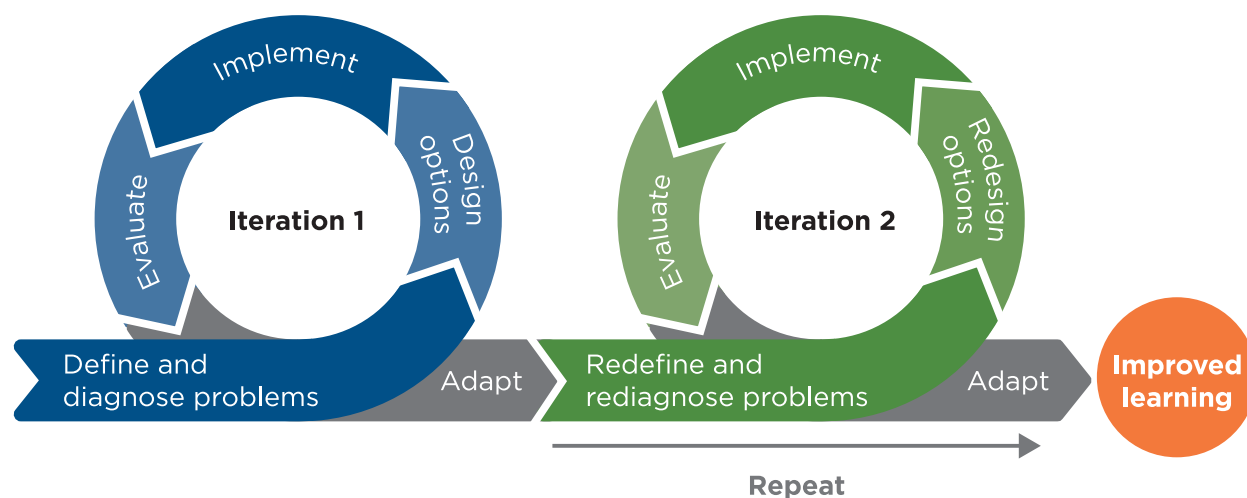 Define and
diagnose problems
Design
options
Implement
Evaluate
Iteration 1
Adapt
Redefine and
rediagnose problems
Redesign
options
Implement
Evaluate
Iteration 2
Adapt
Repeat
Improved
learning